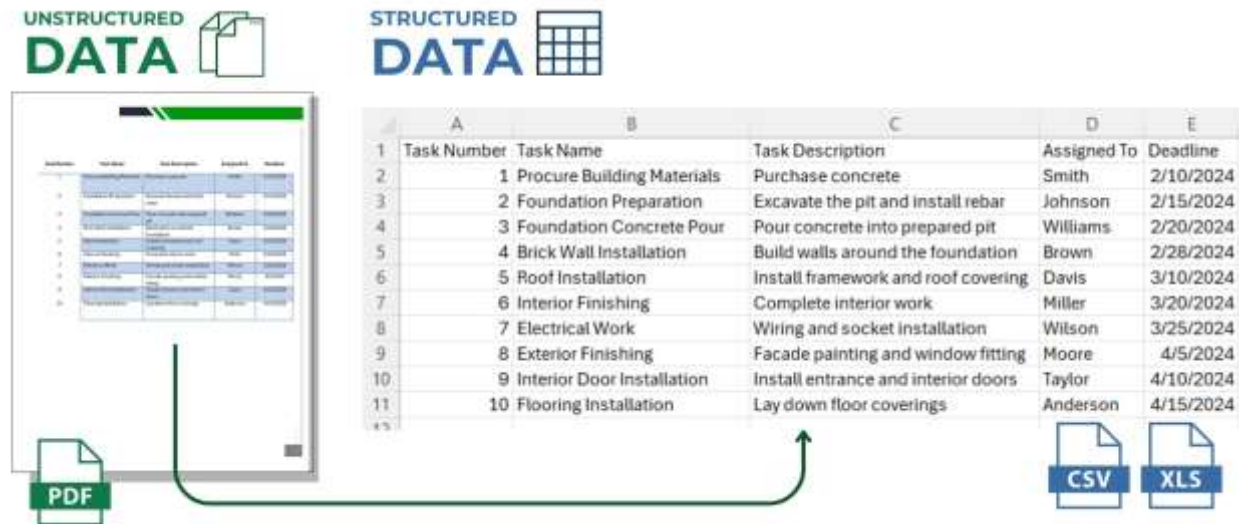 UNSTRUCTURED
DATA
STRUCTURED
DATA
A B C D E
1 Task Number Task Name Task Description Assigned To Deadline
2 1 Procure Building Materials Purchase concrete Smith 2/10/2024
3 2 Foundation Preparation Excavate the pit and install rebar Johnson 2/15/2024
4 3 Foundation Concrete Pour Pour concrete into prepared pit Williams 2/20/2024
5 4 Brick Wall Installation Build walls around the foundation Brown 2/28/2024
6 5 Roof Installation Install framework and roof covering Davis 3/10/2024
7 6 Interior Finishing Complete interior work Miller 3/20/2024
8 7 Electrical Work Wiring and socket installation Wilson 3/25/2024
9 8 Exterior Finishing Facade painting and window fitting Moore 4/5/2024
10 9 Interior Door Installation Install entrance and interior doors Taylor 4/10/2024
11 10 Flooring Installation Lay down floor coverings Anderson 4/15/2024
PDF
CSV XLS